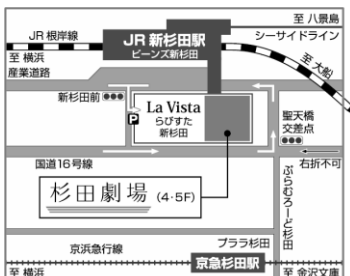 至 八景島
JR 根岸線
JR 新杉田駅
ビーンズ新杉田
シーサイドライン
至 横浜
産業道路
至 大船
新杉田前
La Vista
らびすた
新杉田
P
聖天橋
交差点
国道16号線
右折不可
杉田劇場 (4・5F)
ぷらむろーど杉田
プララ杉田
京浜急行線
京急杉田駅
至 横浜
至 金沢文庫